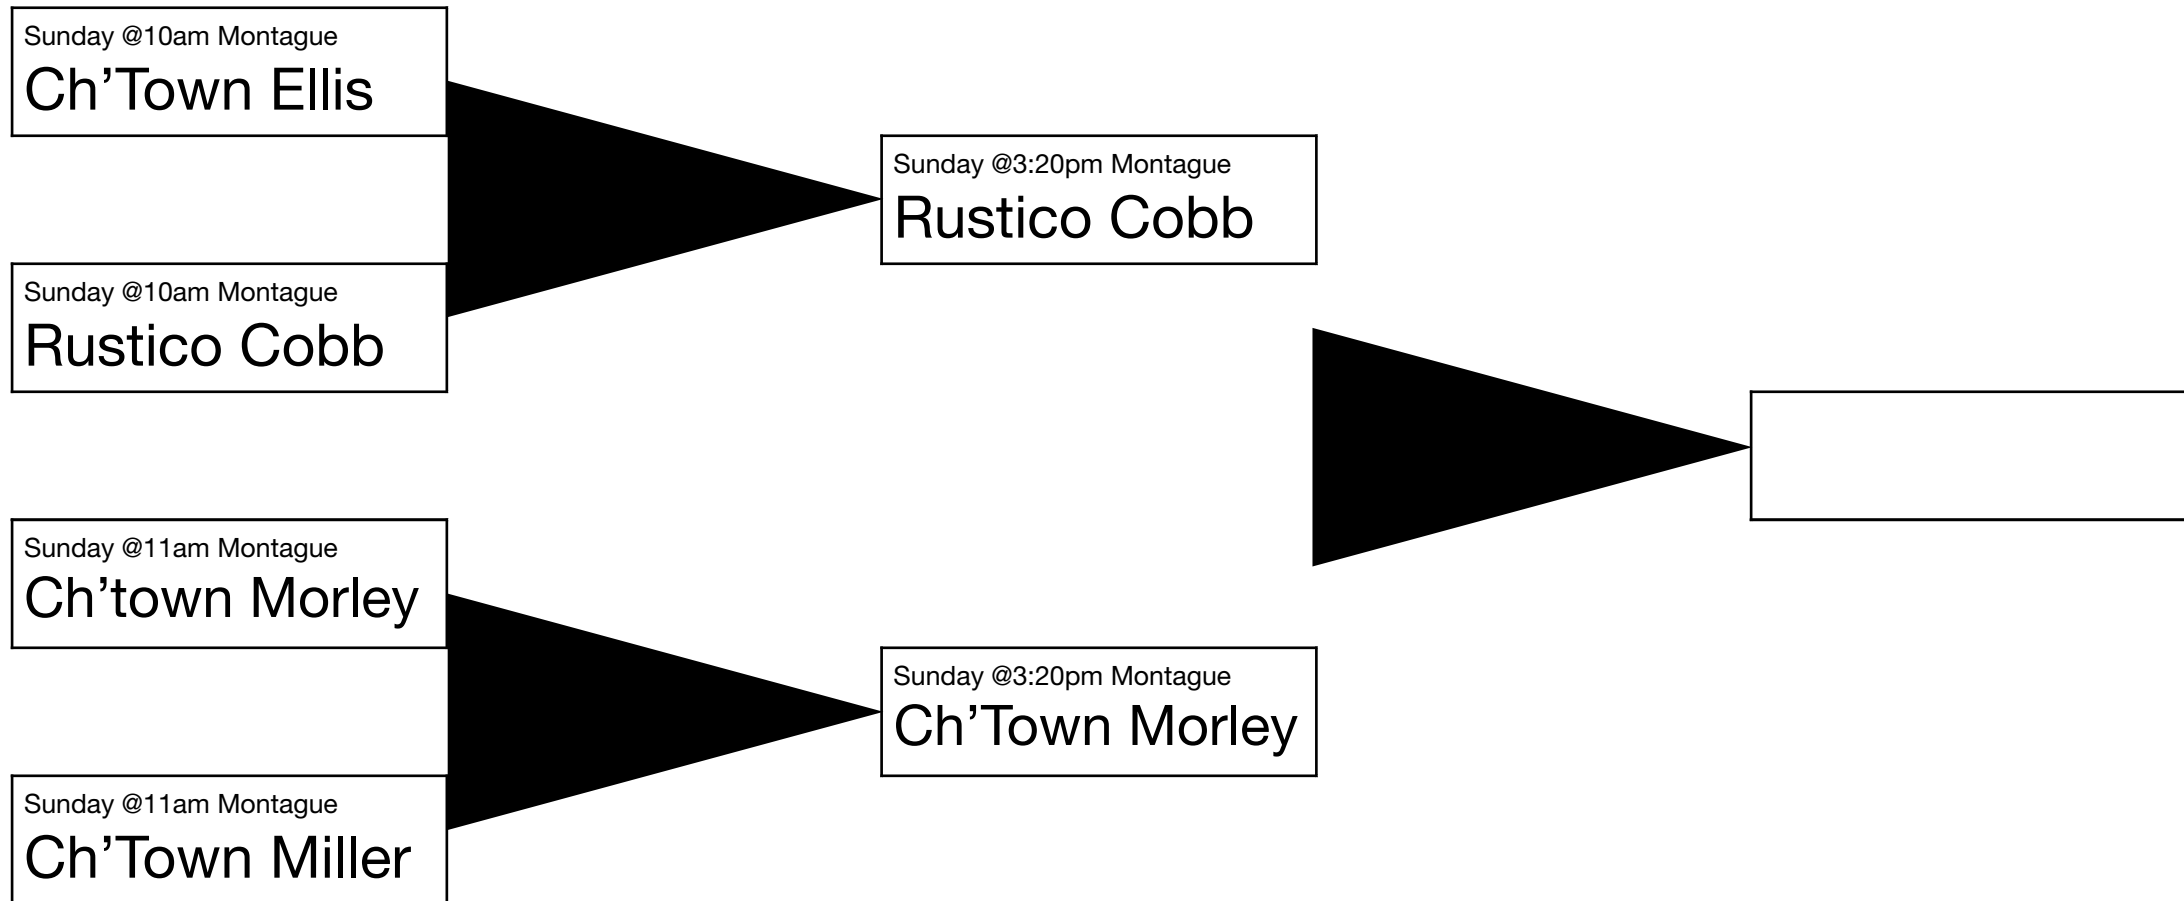 Sunday @10am Montague
Ch’Town Ellis
Sunday @3:20pm Montague
Rustico Cobb
Sunday @10am Montague
Rustico Cobb
Sunday @11am Montague
Ch’town Morley
Sunday @3:20pm Montague
Ch’Town Morley
Sunday @11am Montague
Ch’Town Miller